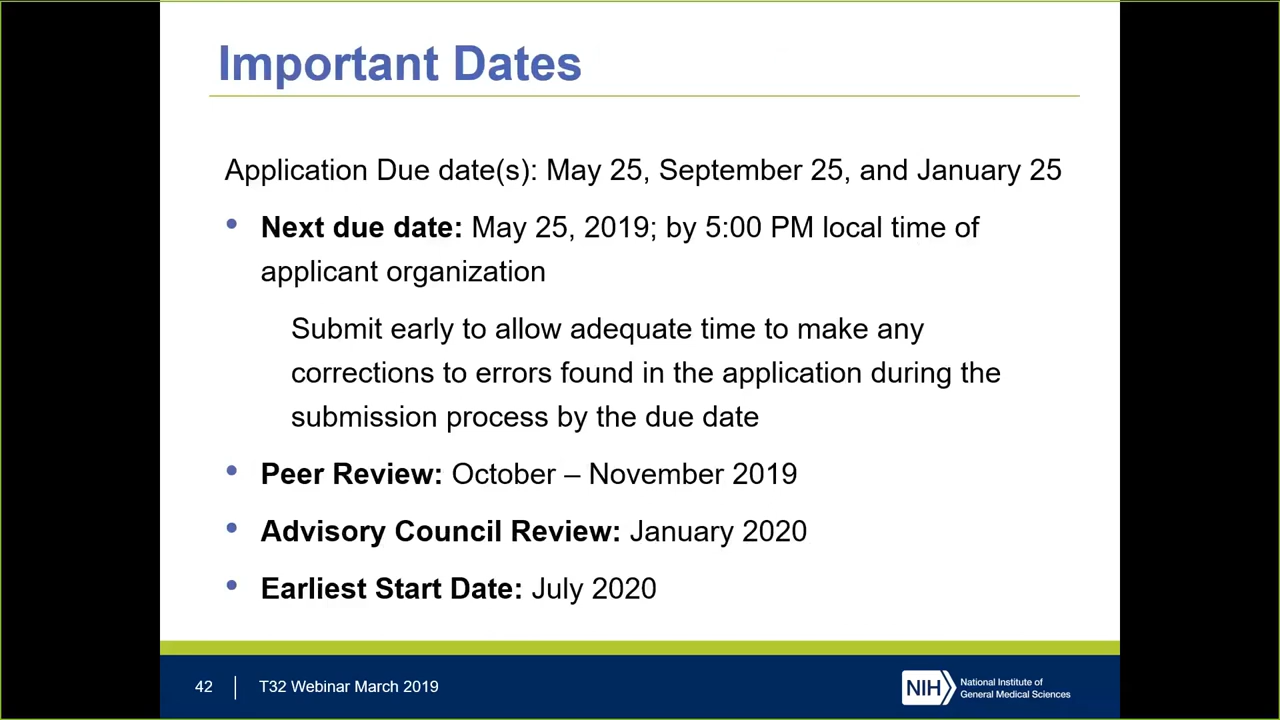 Important Dates
Application Due date(s): May 25, September 25, and January 25
• Next due date: May 25, 2019; by 5:00 PM local time of
applicant organization
Submit early to allow adequate time to make any
corrections to errors found in the application during the
submission process by the due date
• Peer Review: October – November 2019
• Advisory Council Review: January 2020
• Earliest Start Date: July 2020
42 | T32 Webinar March 2019
NIH National Institute of
General Medical Sciences